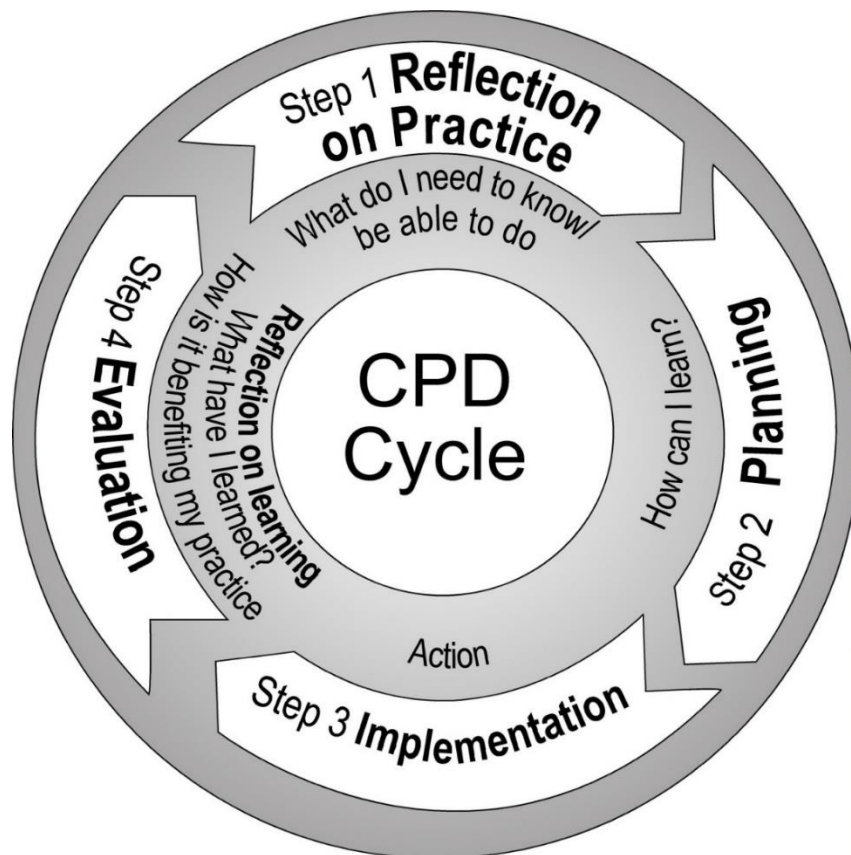 Step 1 Reflection
on Practice
What do I need to know/
be able to do
Step 2 Planning
How can I learn?
Step 3 Implementation
Action
Step 4 Evaluation
Reflection on learning
What have I learned?
How is it benefiting my practice
CPD
Cycle